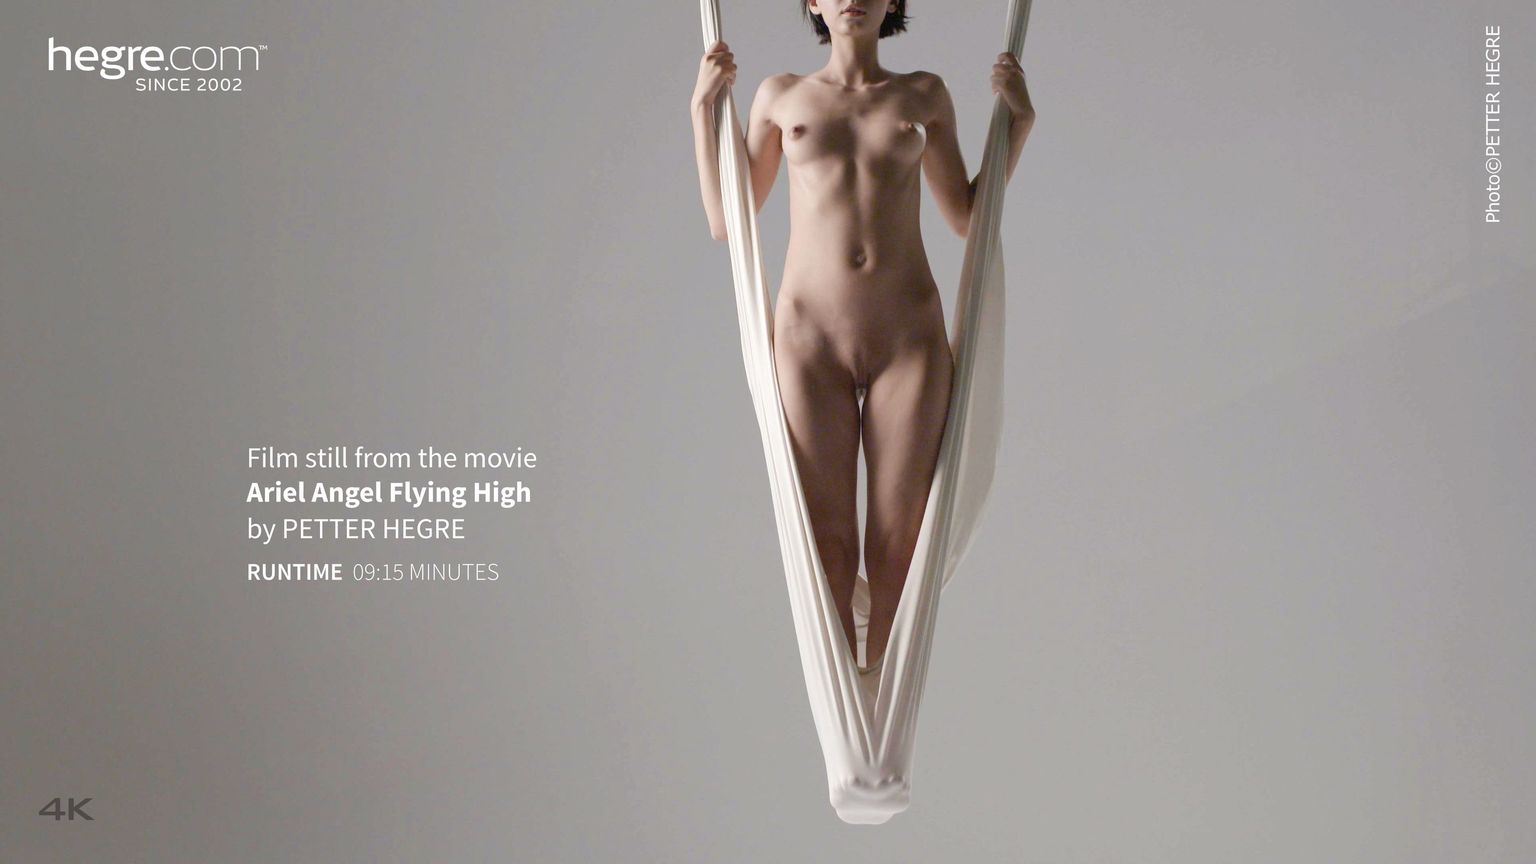 hegre.com™
SINCE 2002
Photo©PETTER HEGRE
Film still from the movie
Ariel Angel Flying High
by PETTER HEGRE
RUNTIME 09:15 MINUTES
4K